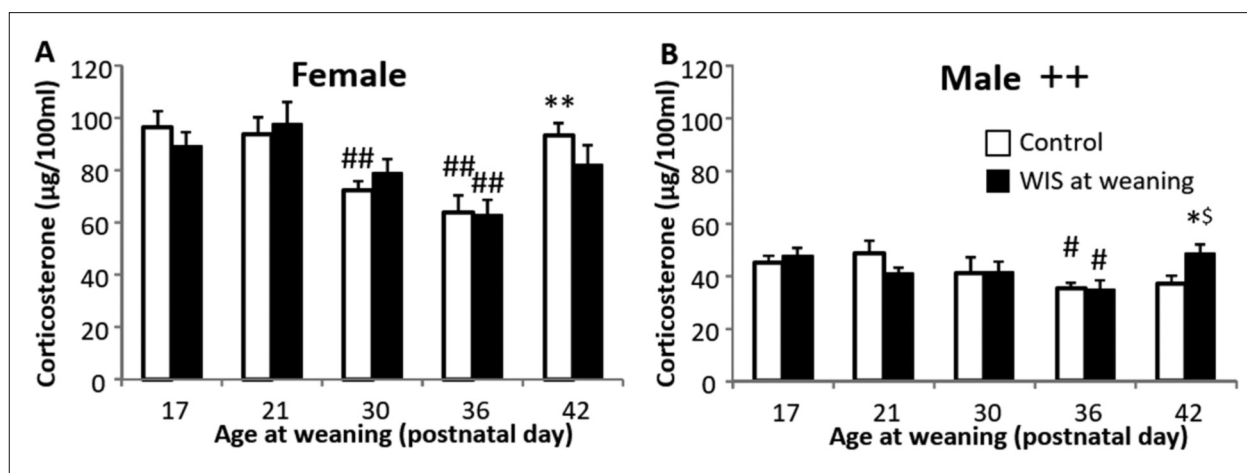 A
Female
Corticosterone (µg/100ml)
120
100
80
60
40
20
0
##
##
##
**
17 21 30 36 42
Age at weaning (postnatal day)
B
Male ++
Control
WIS at weaning
Corticosterone (µg/100ml)
120
100
80
60
40
20
0
#
#
*$
17 21 30 36 42
Age at weaning (postnatal day)